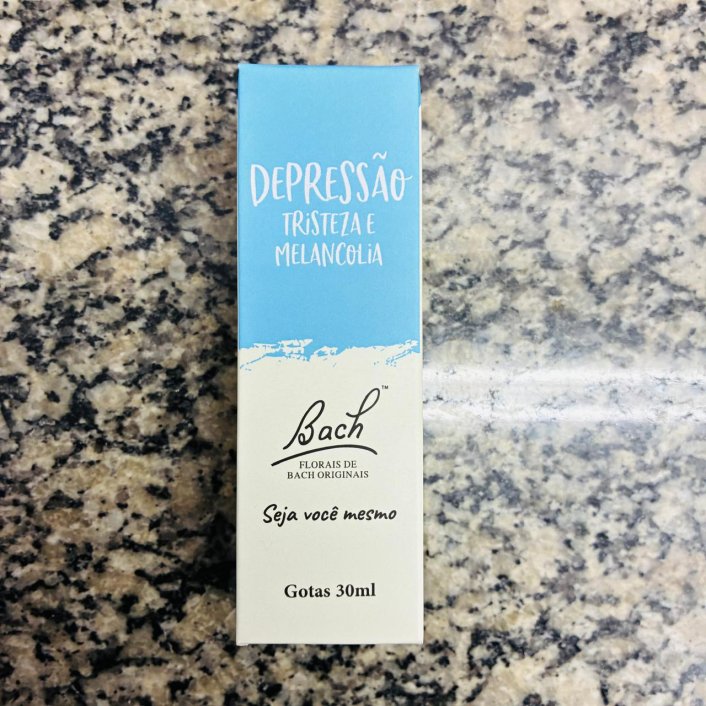 DEPRESSÃO
TRISTEZA E
MELANCOLIA
Bach™
FLORAIS DE
BACH ORIGINAIS
Seja você mesmo
Gotas 30ml